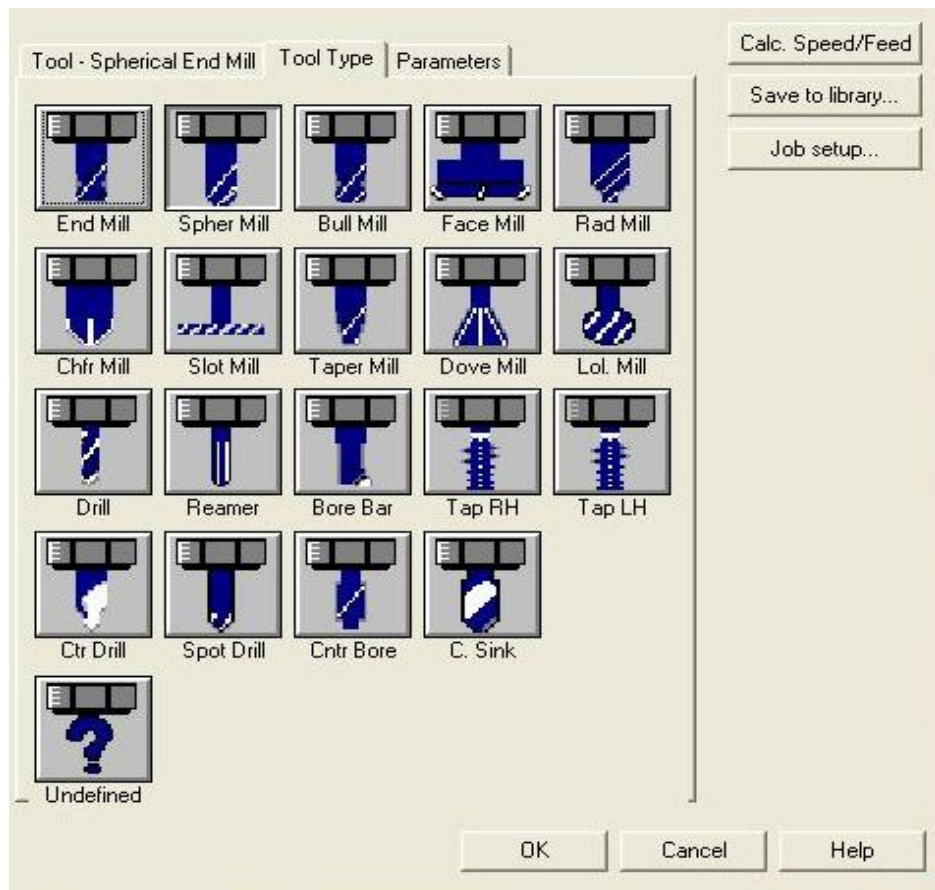 Tool - Spherical End Mill Tool Type Parameters
Calc. Speed/Feed
Save to library...
Job setup...
End Mill Spher Mill Bull Mill Face Mill Rad Mill
Chfr Mill Slot Mill Taper Mill Dove Mill Lol. Mill
Drill Reamer Bore Bar Tap RH Tap LH
Ctr Drill Spot Drill Cntr Bore C. Sink
?
Undefined
OK Cancel Help